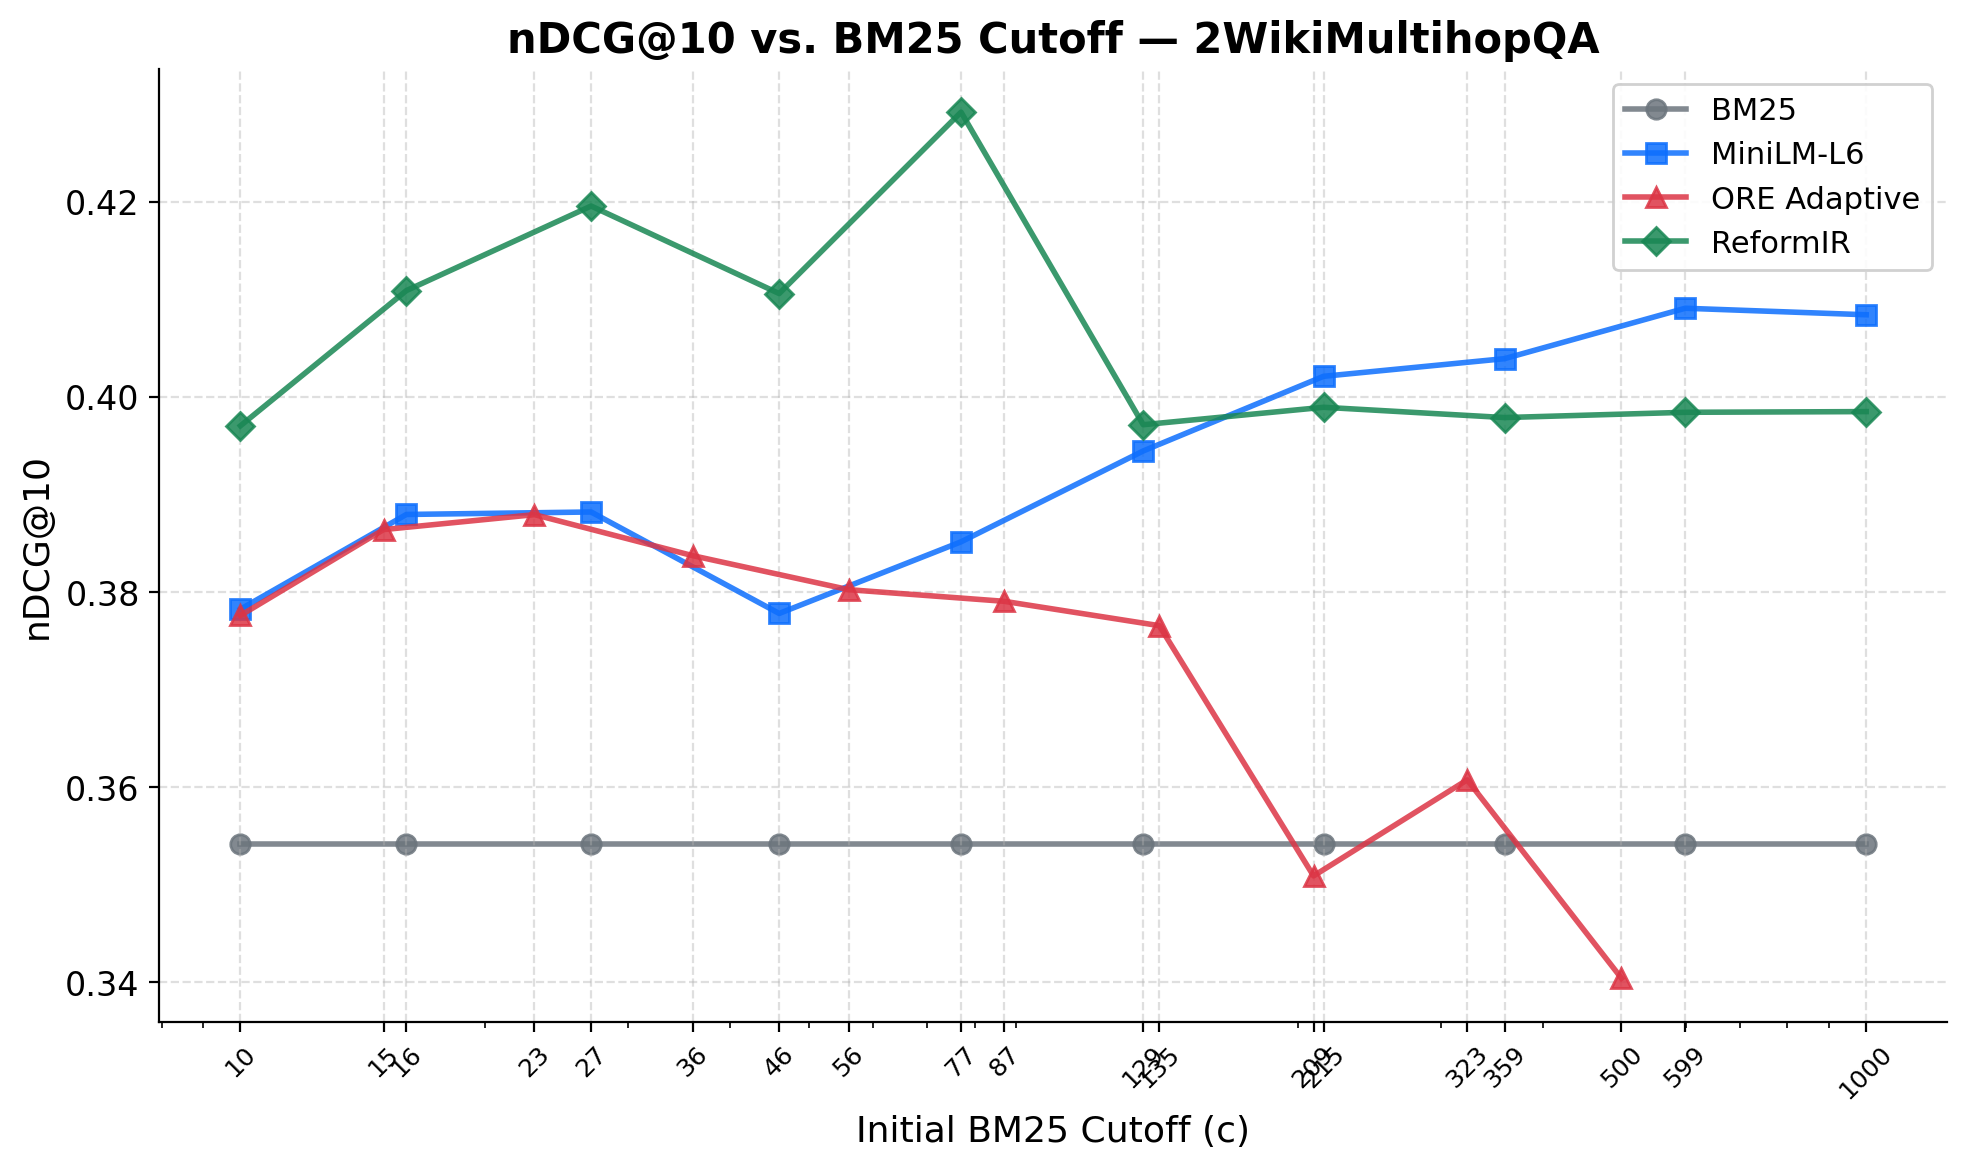 nDCG@10 vs. BM25 Cutoff — 2WikiMultihopQA
BM25
MiniLM-L6
ORE Adaptive
ReformIR
nDCG@10
0.42
0.40
0.38
0.36
0.34
10 15 16 23 27 36 46 56 77 87 129 135 209 215 323 359 500 599 1000
Initial BM25 Cutoff (c)